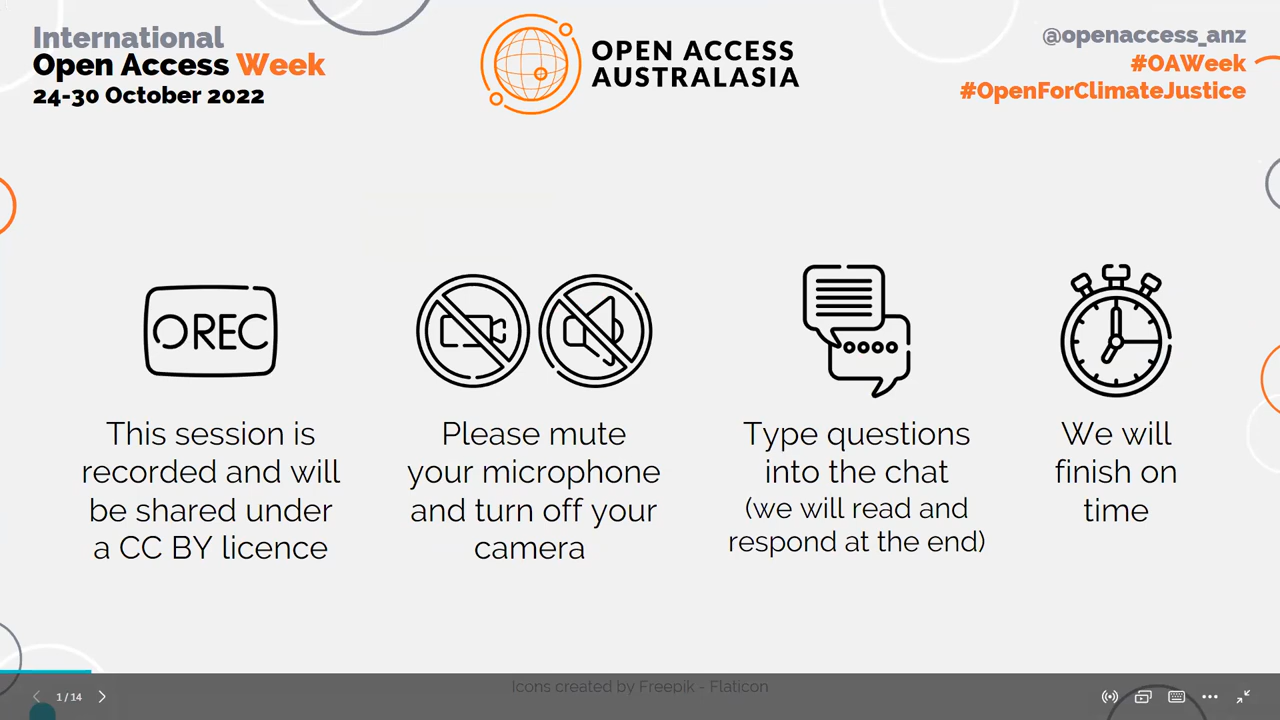 International
Open Access Week
24-30 October 2022
OPEN ACCESS
AUSTRALASIA
@openaccess_anz
#OAWeek
#OpenForClimateJustice
REC
This session is
recorded and will
be shared under
a CC BY licence
Please mute
your microphone
and turn off your
camera
Type questions
into the chat
(we will read and
respond at the end)
We will
finish on
time
Icons created by Freepik - Flaticon
1 / 14